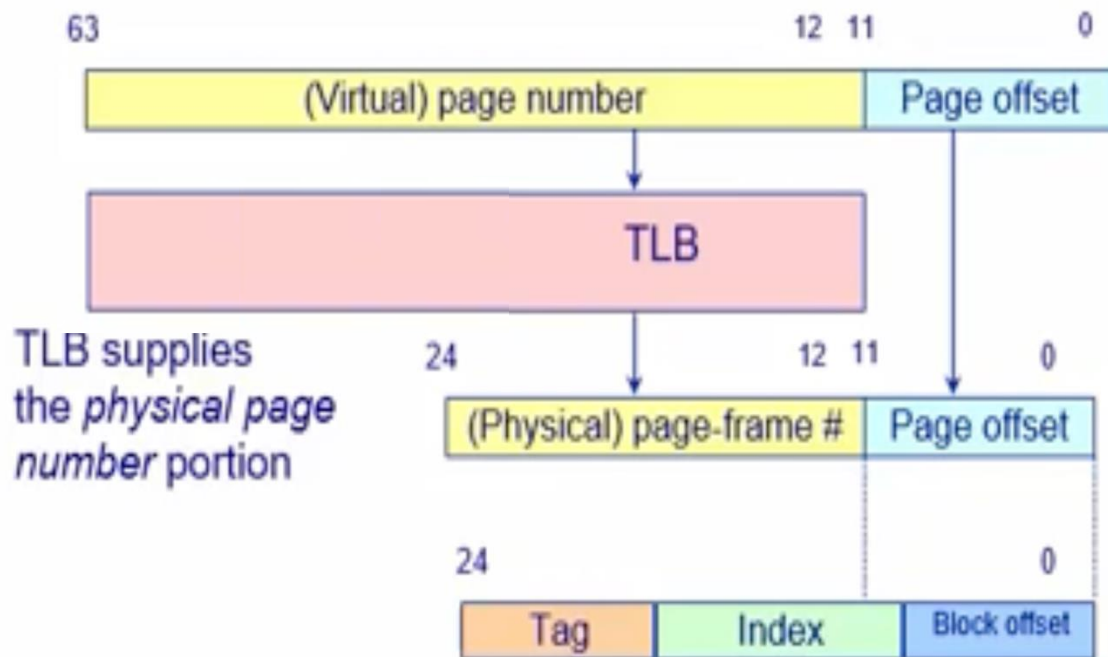 63 12 11 0
(Virtual) page number Page offset
TLB
TLB supplies
the physical page
number portion
24 12 11 0
(Physical) page-frame # Page offset
24 0
Tag Index Block offset